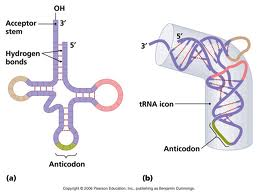 OH
Acceptor
stem
3'
5'
Hydrogen
bonds
Anticodon
(a)
3'
5'
tRNA icon
Anticodon
(b)
Copyright © 2006 Pearson Education, Inc., publishing as Benjamin Cummings.